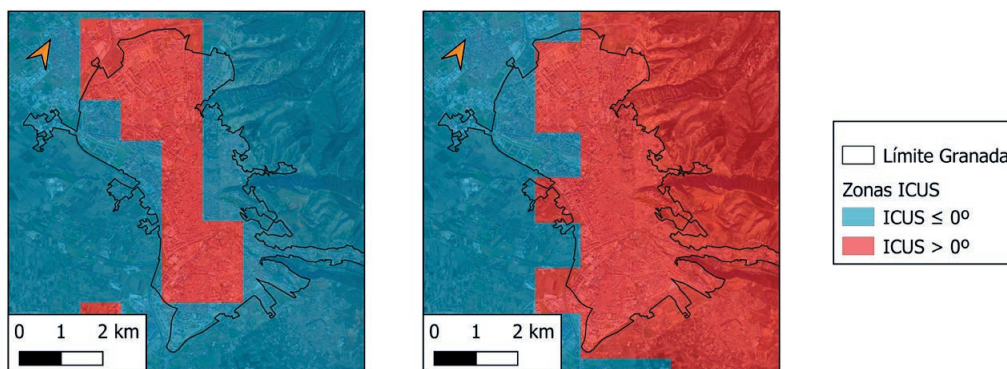 0 1 2 km
0 1 2 km
Límite Granada
Zonas ICUS
ICUS ≤ 0º
ICUS > 0º